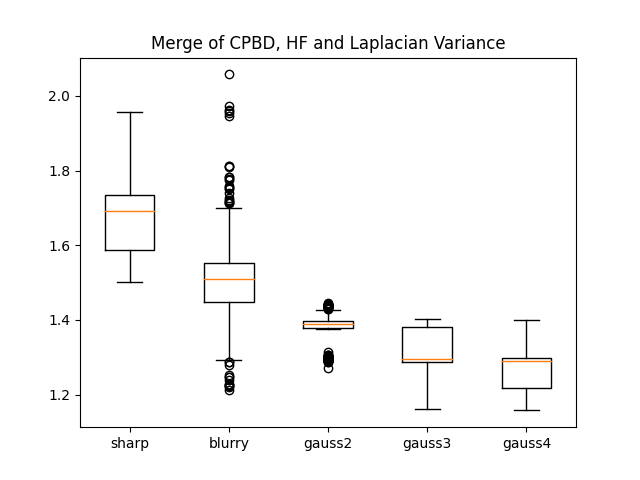 Merge of CPBD, HF and Laplacian Variance
2.0
1.8
1.6
1.4
1.2
sharp blurry gauss2 gauss3 gauss4